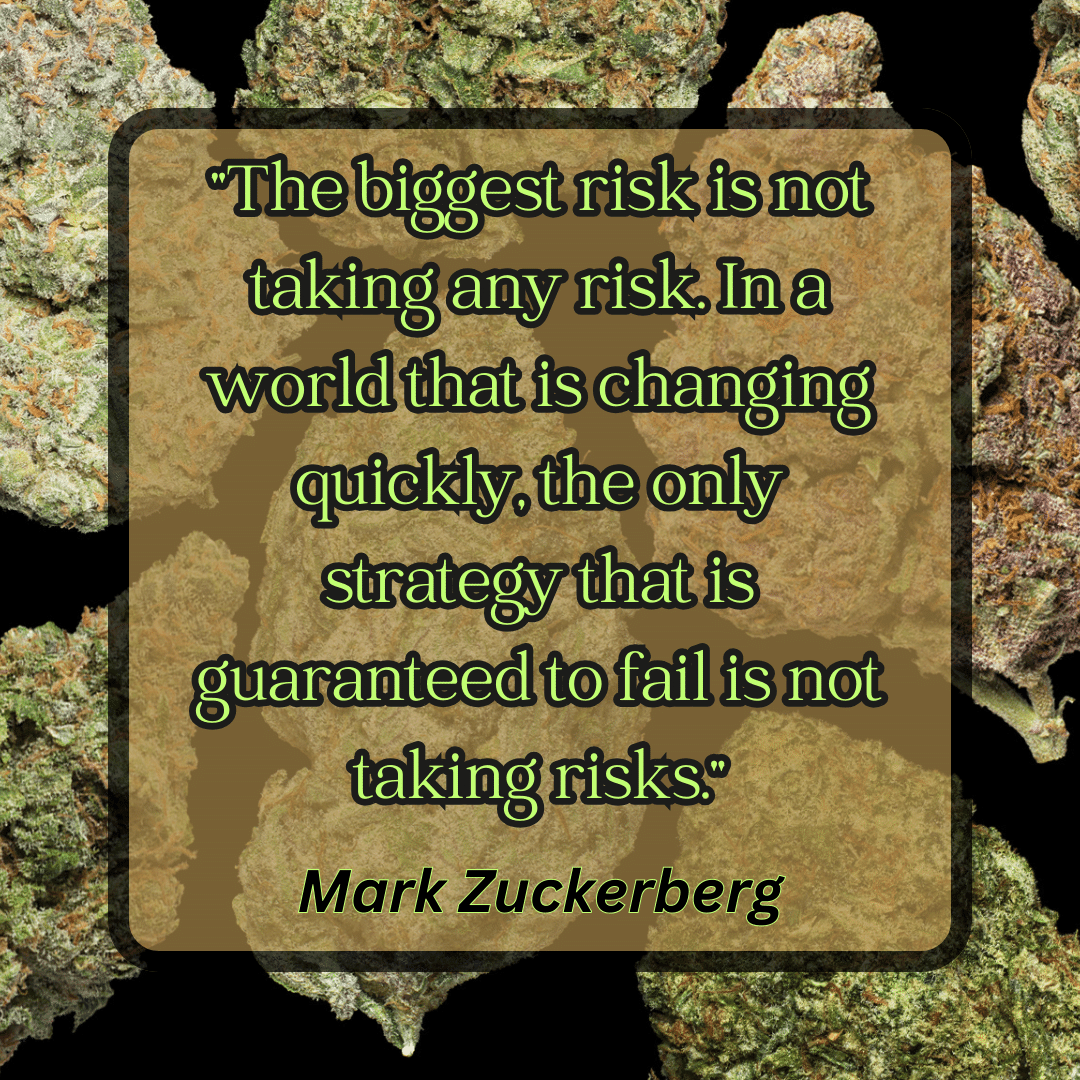 "The biggest risk is not
taking any risk. In a
world that is changing
quickly, the only
strategy that is
guaranteed to fail is not
taking risks."
Mark Zuckerberg